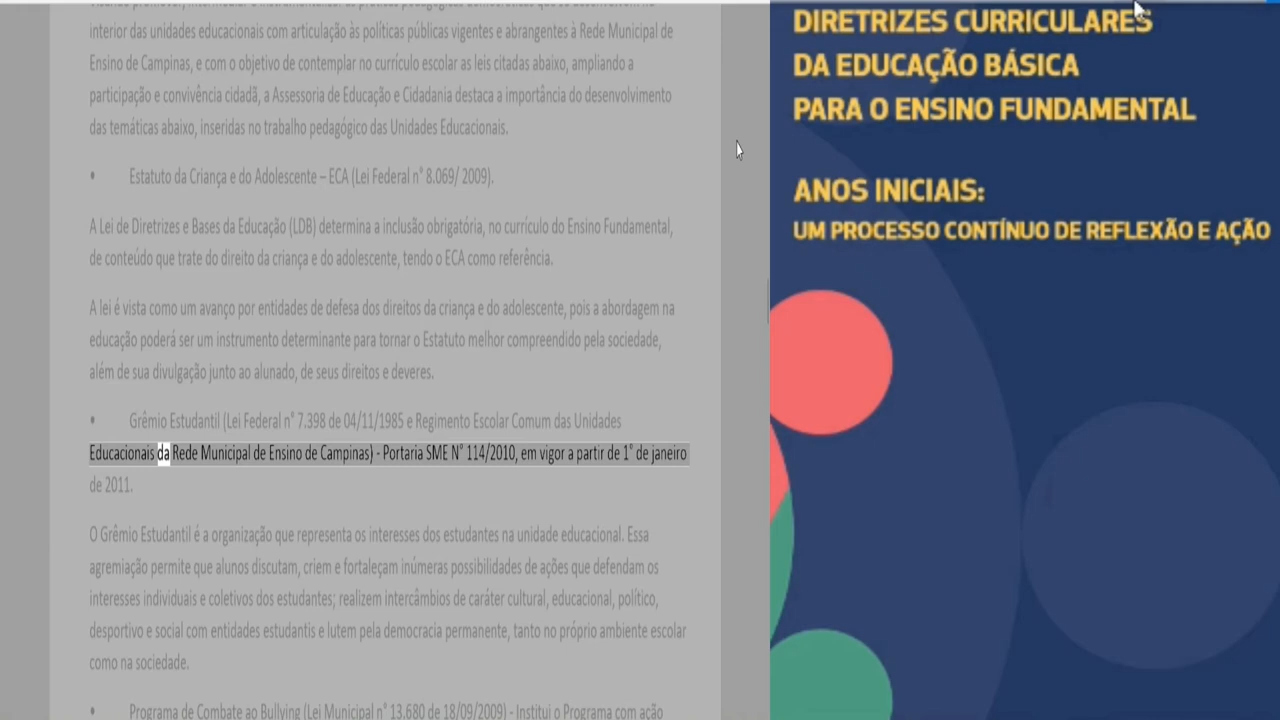 interior das unidades educacionais com articulação às políticas públicas vigentes e abrangentes à Rede Municipal de
Ensino de Campinas, e com o objetivo de contemplar no currículo escolar as leis citadas abaixo, ampliando a
participação e convivência cidadã, a Assessoria de Educação e Cidadania destaca a importância do desenvolvimento
das temáticas abaixo, inseridas no trabalho pedagógico das Unidades Educacionais.
• Estatuto da Criança e do Adolescente – ECA (Lei Federal n° 8.069/ 2009).
A Lei de Diretrizes e Bases da Educação (LDB) determina a inclusão obrigatória, no currículo do Ensino Fundamental,
de conteúdo que trate do direito da criança e do adolescente, tendo o ECA como referência.
A lei é vista como um avanço por entidades de defesa dos direitos da criança e do adolescente, pois a abordagem na
educação poderá ser um instrumento determinante para tornar o Estatuto melhor compreendido pela sociedade,
além de sua divulgação junto ao alunado, de seus direitos e deveres.
• Grêmio Estudantil (Lei Federal n° 7.398 de 04/11/1985 e Regimento Escolar Comum das Unidades
Educacionais da Rede Municipal de Ensino de Campinas) - Portaria SME N° 114/2010, em vigor a partir de 1° de janeiro
de 2011.
O Grêmio Estudantil é a organização que representa os interesses dos estudantes na unidade educacional. Essa
agremiação permite que alunos discutam, criem e fortaleçam inúmeras possibilidades de ações que defendam os
interesses individuais e coletivos dos estudantes; realizem intercâmbios de caráter cultural, educacional, político,
desportivo e social com entidades estudantis e lutem pela democracia permanente, tanto no próprio ambiente escolar
como na sociedade.
• Programa de Combate ao Bullying (Lei Municipal n° 13.680 de 18/09/2009) - Institui o Programa com ação
DIRETRIZES CURRICULARES
DA EDUCAÇÃO BÁSICA
PARA O ENSINO FUNDAMENTAL
ANOS INICIAIS:
UM PROCESSO CONTÍNUO DE REFLEXÃO E AÇÃO